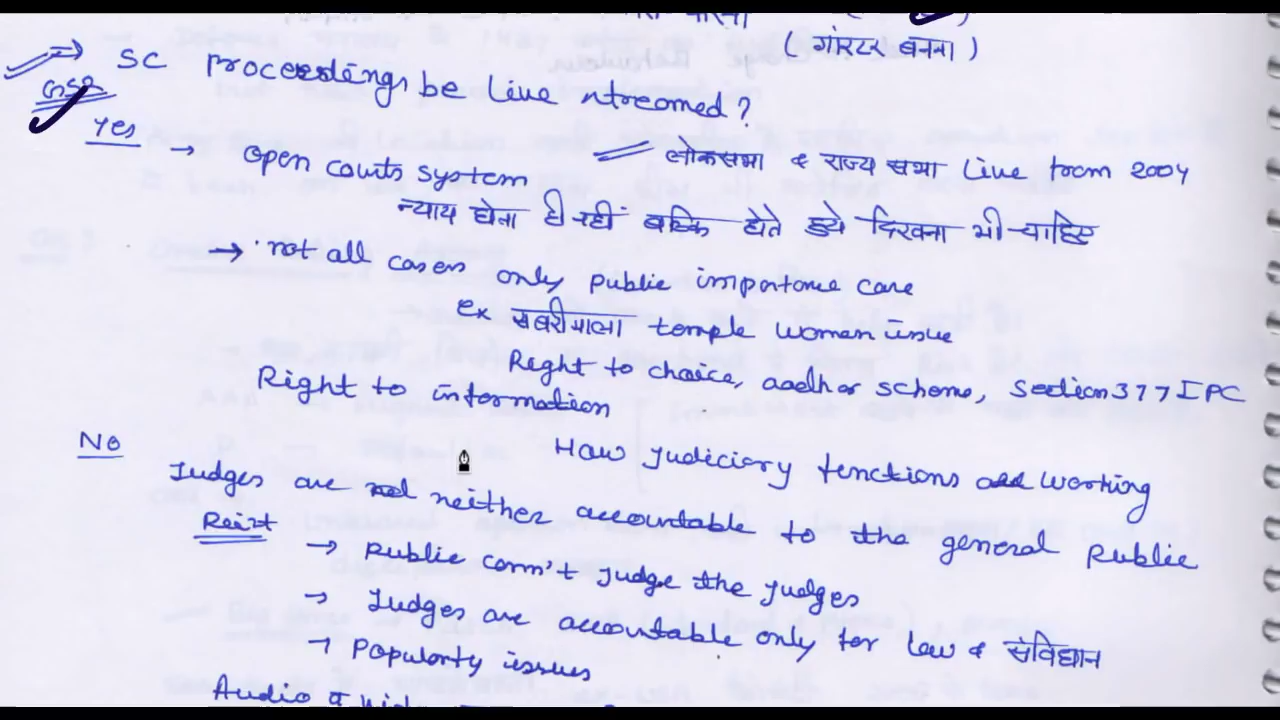 ( गैंगस्टर बनना )
→ SC Proceedings be Live streamed?
GS2
Yes → Open Courts system
लोकसभा & राज्य सभा Live from 2004
न्याय होना ही नहीं बल्कि होते हुये दिखना भी चाहिए
→ not all cases only public importance case
ex सबरीमाला temple women issue
Right to choice, aadhar scheme, Section 377 IPC
Right to information
How judiciary functions and working
No
Judges are neither accountable to the general public
→ Public can't judge the judges
→ Judges are accountable only for law & संविधान
→ Popularity issues
Audio &